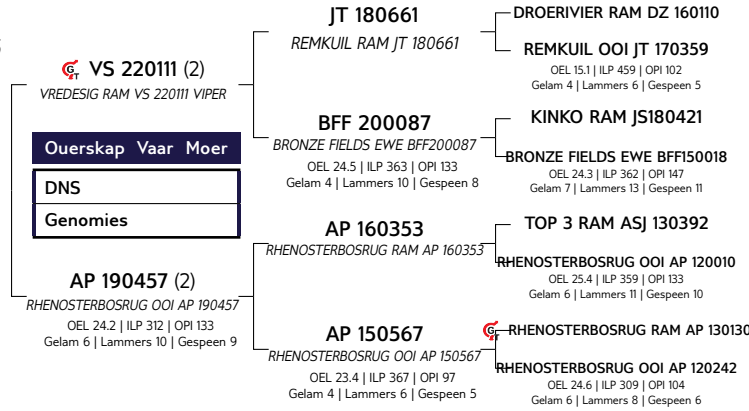 VS 220111 (2)
VREDESIG RAM VS 220111 VIPER
Ouerskap Vaar Moer
DNS
Genomies
AP 190457 (2)
RHENOSTERBOSRUG OOI AP 190457
OEL 24.2 | ILP 312 | OPI 133
Gelam 6 | Lammers 10 | Gespeen 9
JT 180661
REMKUIL RAM JT 180661
BFF 200087
BRONZE FIELDS EWE BFF200087
OEL 24.5 | ILP 363 | OPI 133
Gelam 4 | Lammers 10 | Gespeen 8
AP 160353
RHENOSTERBOSRUG RAM AP 160353
AP 150567
RHENOSTERBOSRUG OOI AP 150567
OEL 23.4 | ILP 367 | OPI 97
Gelam 4 | Lammers 6 | Gespeen 5
DROERIVIER RAM DZ 160110
REMKUIL OOI JT 170359
OEL 15.1 | ILP 459 | OPI 102
Gelam 4 | Lammers 6 | Gespeen 5
KINKO RAM JS180421
BRONZE FIELDS EWE BFF150018
OEL 24.3 | ILP 362 | OPI 147
Gelam 7 | Lammers 13 | Gespeen 11
TOP 3 RAM ASJ 130392
RHENOSTERBOSRUG OOI AP 120010
OEL 25.4 | ILP 359 | OPI 133
Gelam 6 | Lammers 11 | Gespeen 10
GT RHENOSTERBOSRUG RAM AP 130130
RHENOSTERBOSRUG OOI AP 120242
OEL 24.6 | ILP 309 | OPI 104
Gelam 6 | Lammers 8 | Gespeen 6